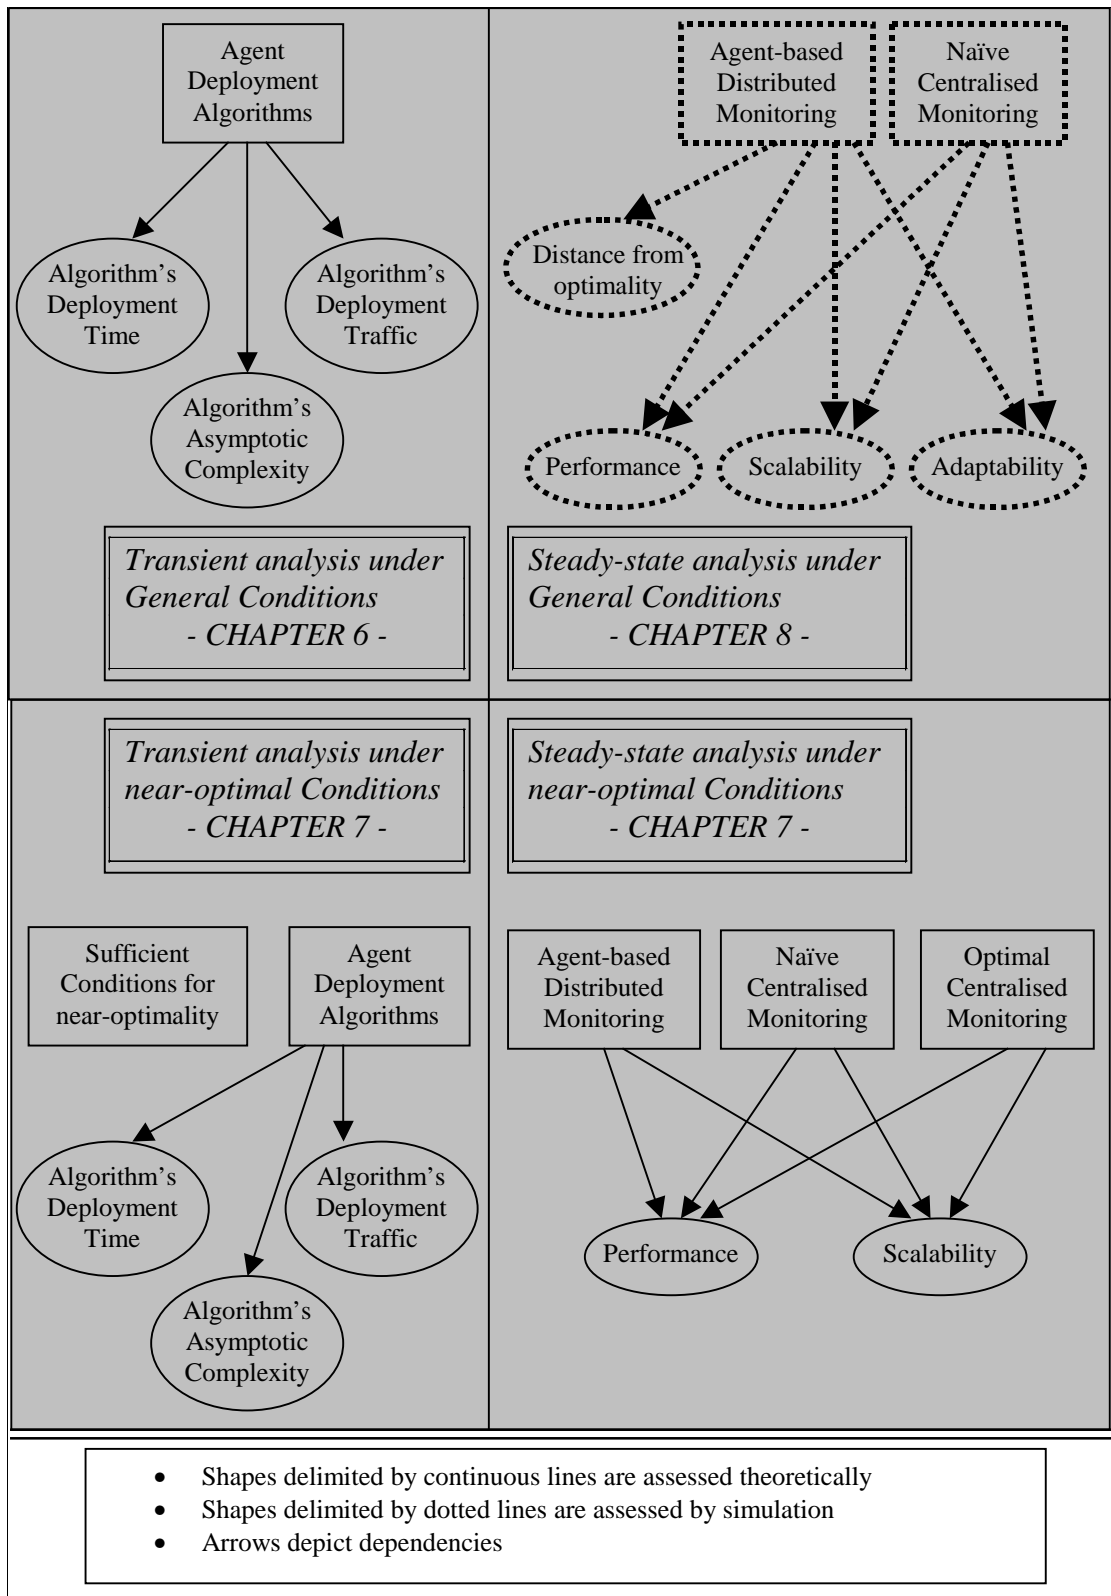 Agent
Deployment
Algorithms
Algorithm’s
Deployment
Time
Algorithm’s
Deployment
Traffic
Algorithm’s
Asymptotic
Complexity
Transient analysis under
General Conditions
- CHAPTER 6 -
Agent-based
Distributed
Monitoring
Naïve
Centralised
Monitoring
Distance from
optimality
Performance
Scalability
Adaptability
Steady-state analysis under
General Conditions
- CHAPTER 8 -
Transient analysis under
near-optimal Conditions
- CHAPTER 7 -
Sufficient
Conditions for
near-optimality
Agent
Deployment
Algorithms
Algorithm’s
Deployment
Time
Algorithm’s
Deployment
Traffic
Algorithm’s
Asymptotic
Complexity
Steady-state analysis under
near-optimal Conditions
- CHAPTER 7 -
Agent-based
Distributed
Monitoring
Naïve
Centralised
Monitoring
Optimal
Centralised
Monitoring
Performance
Scalability
• Shapes delimited by continuous lines are assessed theoretically
• Shapes delimited by dotted lines are assessed by simulation
• Arrows depict dependencies